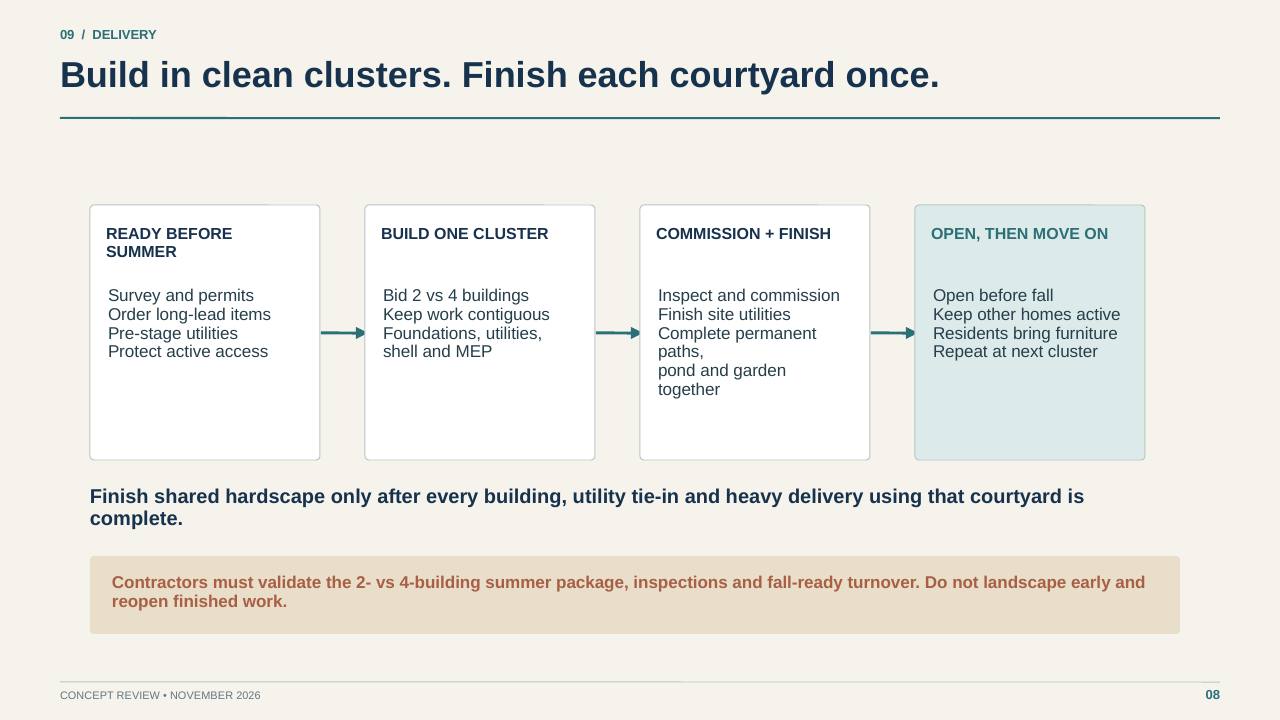 09 / DELIVERY
Build in clean clusters. Finish each courtyard once.
READY BEFORE
SUMMER
Survey and permits
Order long-lead items
Pre-stage utilities
Protect active access
BUILD ONE CLUSTER
Bid 2 vs 4 buildings
Keep work contiguous
Foundations, utilities,
shell and MEP
COMMISSION + FINISH
Inspect and commission
Finish site utilities
Complete permanent
paths,
pond and garden
together
OPEN, THEN MOVE ON
Open before fall
Keep other homes active
Residents bring furniture
Repeat at next cluster
Finish shared hardscape only after every building, utility tie-in and heavy delivery using that courtyard is
complete.
Contractors must validate the 2- vs 4-building summer package, inspections and fall-ready turnover. Do not landscape early and
reopen finished work.
CONCEPT REVIEW • NOVEMBER 2026
08